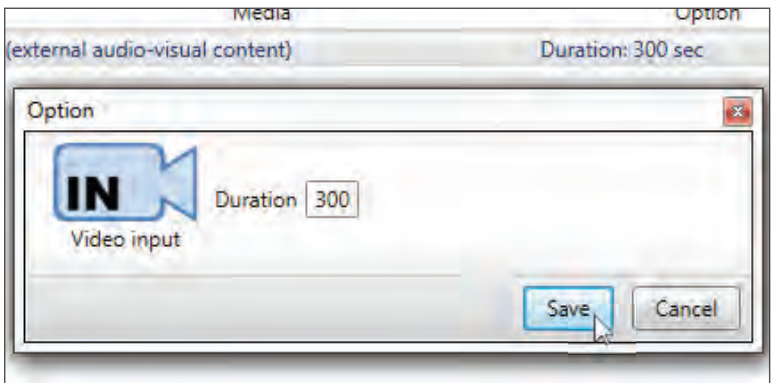 Media Option
(external audio-visual content) Duration: 300 sec
Option
x
IN
Duration 300
Video input
Save Cancel